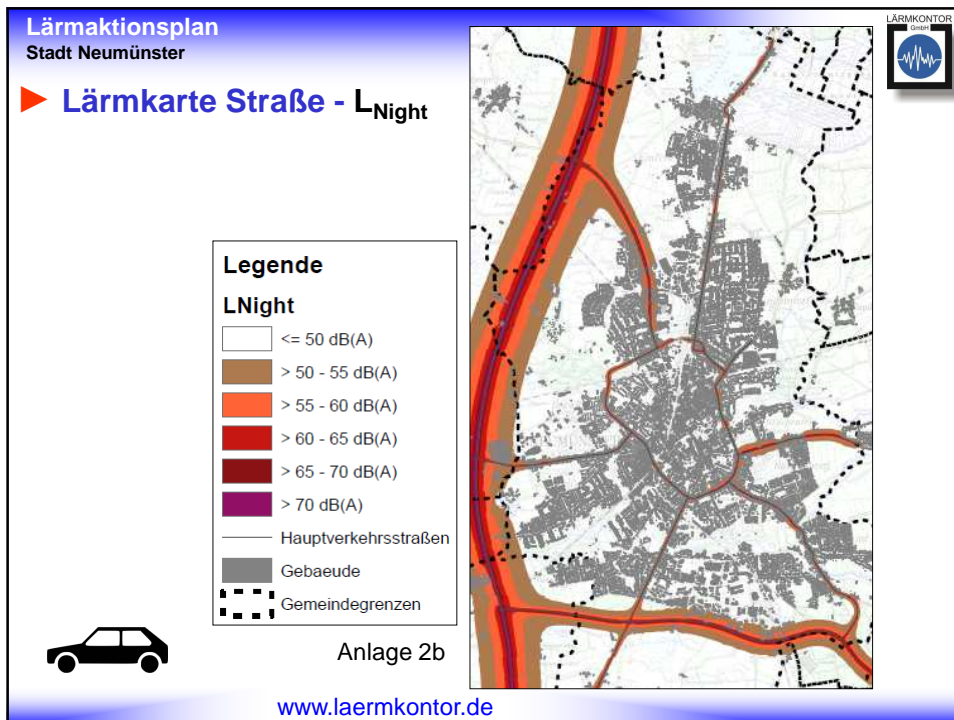 Lärmaktionsplan
Stadt Neumünster
LÄRMKONTOR
GmbH
Lärmkarte Straße - LNight
Legende
LNight
<= 50 dB(A)
> 50 - 55 dB(A)
> 55 - 60 dB(A)
> 60 - 65 dB(A)
> 65 - 70 dB(A)
> 70 dB(A)
Hauptverkehrsstraßen
Gebaeude
Gemeindegrenzen
Anlage 2b
www.laermkontor.de